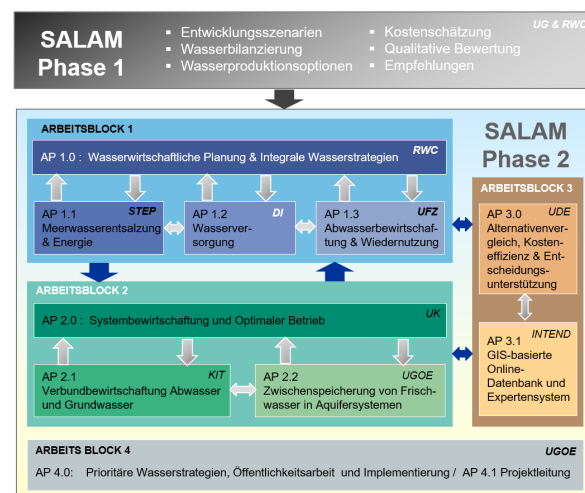 SALAM
Phase 1
▪ Entwicklungsszenarien
▪ Wasserbilanzierung
▪ Wasserproduktionsoptionen
▪ Kostenschätzung
▪ Qualitative Bewertung
▪ Empfehlungen
UG & RWC
SALAM
Phase 2
ARBEITSBLOCK 1
AP 1.0 : Wasserwirtschaftliche Planung & Integrale Wasserstrategien
RWC
AP 1.1
STEP
Meerwasserentsalzung
& Energie
AP 1.2
DI
Wasserver-
sorgung
AP 1.3
UFZ
Abwasserbewirtschaf-
tung & Wiedernutzung
ARBEITSBLOCK 2
AP 2.0 : Systembewirtschaftung und Optimaler Betrieb
UK
AP 2.1
KIT
Verbundbewirtschaftung Abwasser
und Grundwasser
AP 2.2
UGOE
Zwischenspeicherung von Frisch-
wasser in Aquifersystemen
ARBEITSBLOCK 3
AP 3.0
UDE
Alternativenver-
gleich, Kosten-
effizienz & Ent-
scheidungs-
unterstützung
INTEND
AP 3.1
GIS-basierte
Online-
Datenbank und
Expertensystem
ARBEITS BLOCK 4
UGOE
AP 4.0: Prioritäre Wasserstrategien, Öffentlichkeitsarbeit und Implementierung / AP 4.1 Projektleitung